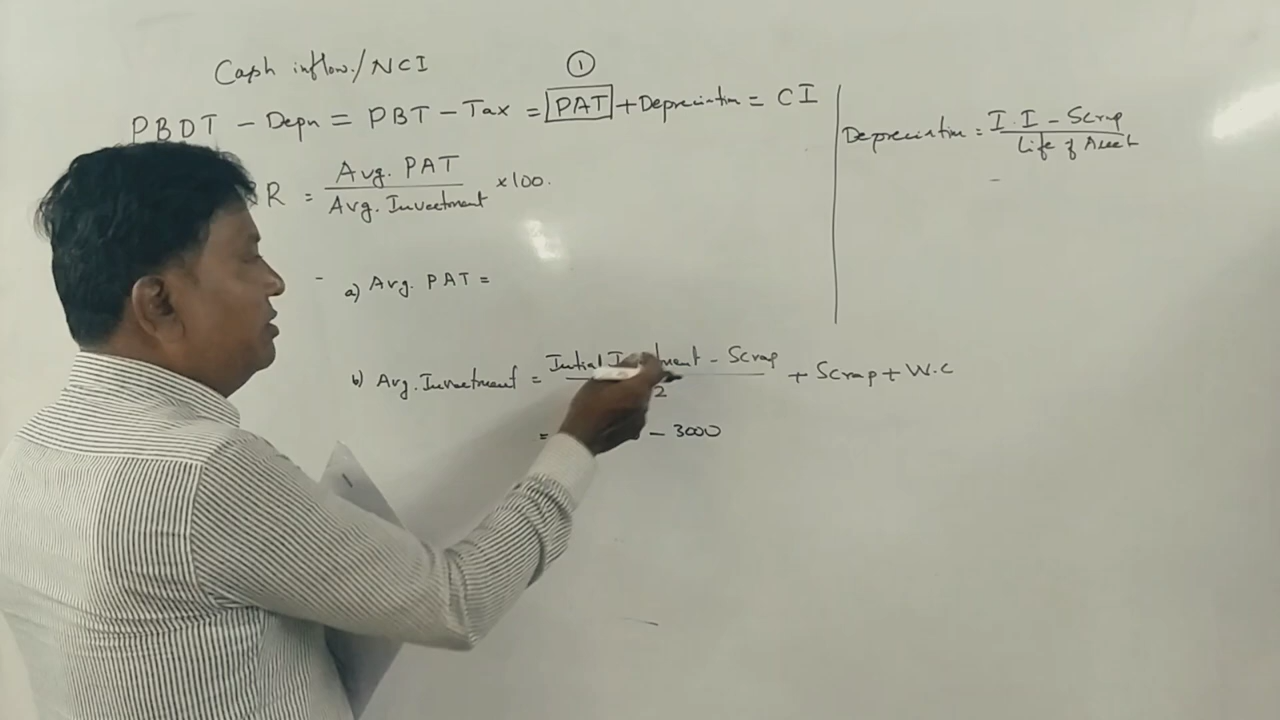 Cash inflow/NCI
①
PBDT - Depn = PBT - Tax = PAT + Depreciation = CI
Depreciation = I.I - Scrap
Life of Asset
R = Avg. PAT
Avg. Investment
×100.
a) Avg. PAT =
b) Avg. Investment = Initial - Scrap
2
+ Scrap + W.C
= - 3000